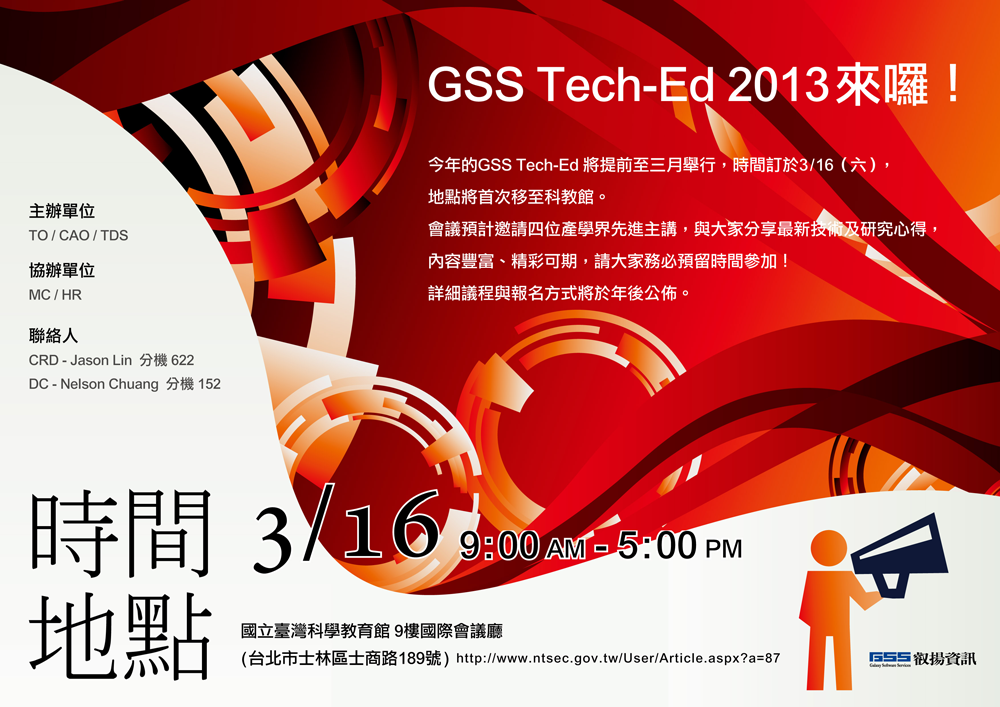 GSS Tech-Ed 2013來囉！
今年的GSS Tech-Ed 將提前至三月舉行，時間訂於3/16（六），
地點將首次移至科教館。
會議預計邀請四位產學界先進主講，與大家分享最新技術及研究心得，
內容豐富、精彩可期，請大家務必預留時間參加！
詳細議程與報名方式將於年後公佈。
主辦單位
TO / CAO / TDS
協辦單位
MC / HR
聯絡人
CRD - Jason Lin 分機 622
DC - Nelson Chuang 分機 152
時間
3/16 9:00 AM - 5:00 PM
地點
國立臺灣科學教育館 9樓國際會議廳
(台北市士林區士商路189號) http://www.ntsec.gov.tw/User/Article.aspx?a=87
GSS 叡揚資訊
Galaxy Software Services